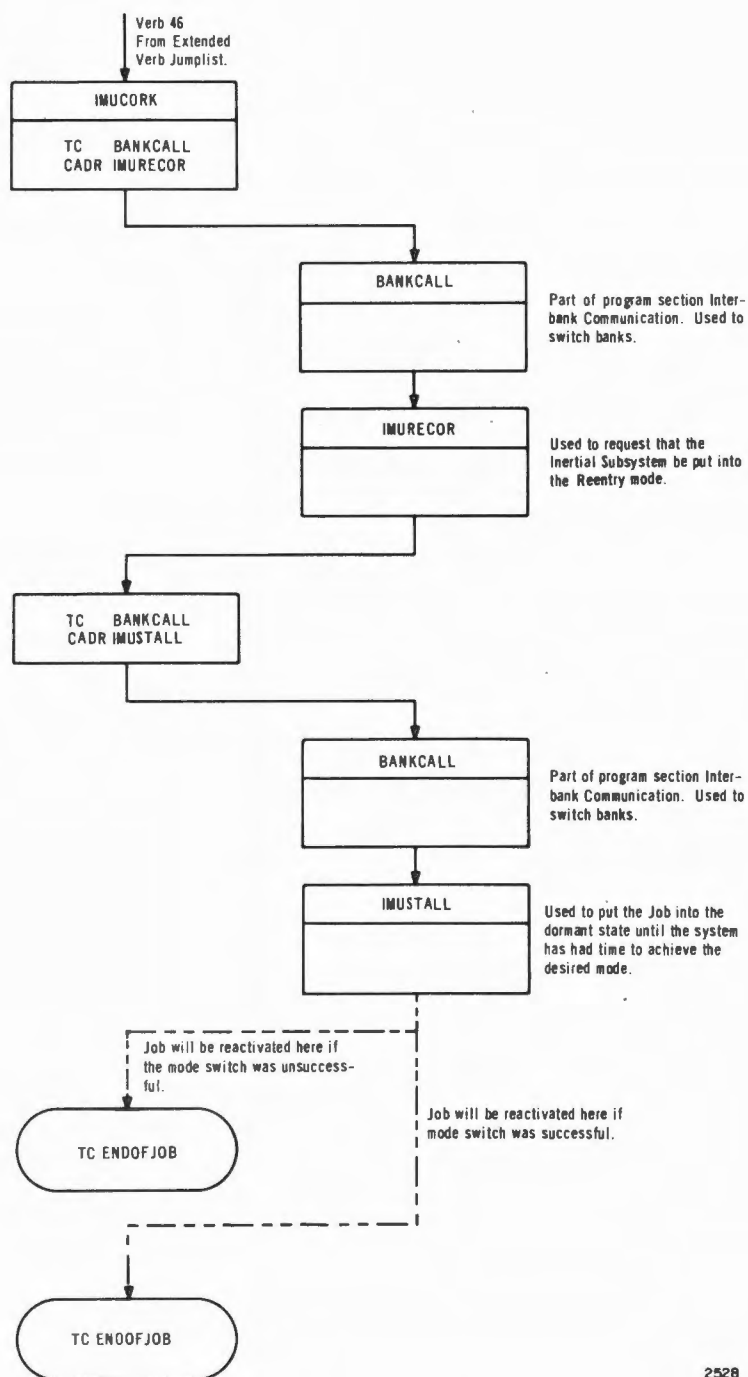 Verb 46
From Extended
Verb Jumplist.
IMUCORK
TC BANKCALL
CADR IMURECOR
BANKCALL
Part of program section Inter-
bank Communication. Used to
switch banks.
IMURECOR
Used to request that the
Inertial Subsystem be put into
the Reentry mode.
TC BANKCALL
CADR IMUSTALL
BANKCALL
Part of program section Inter-
bank Communication. Used to
switch banks.
IMUSTALL
Used to put the Job into the
dormant state until the system
has had time to achieve the
desired mode.
Job will be reactivated here if
the mode switch was unsuccess-
ful.
Job will be reactivated here if
mode switch was successful.
TC ENDOFJOB
TC ENDOFJOB
2528